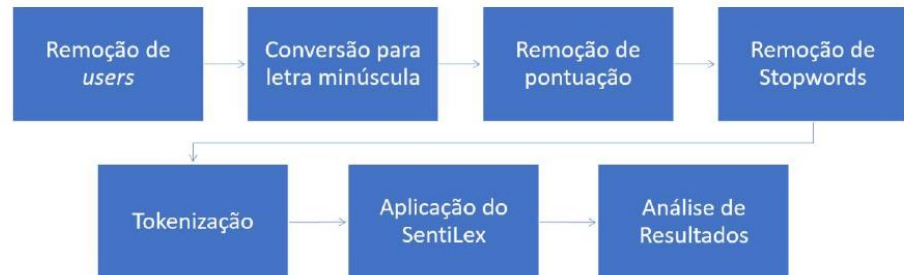 Remoção de
users
Conversão para
letra minúscula
Remoção de
pontuação
Remoção de
Stopwords
Tokenização
Aplicação do
SentiLex
Análise de
Resultados